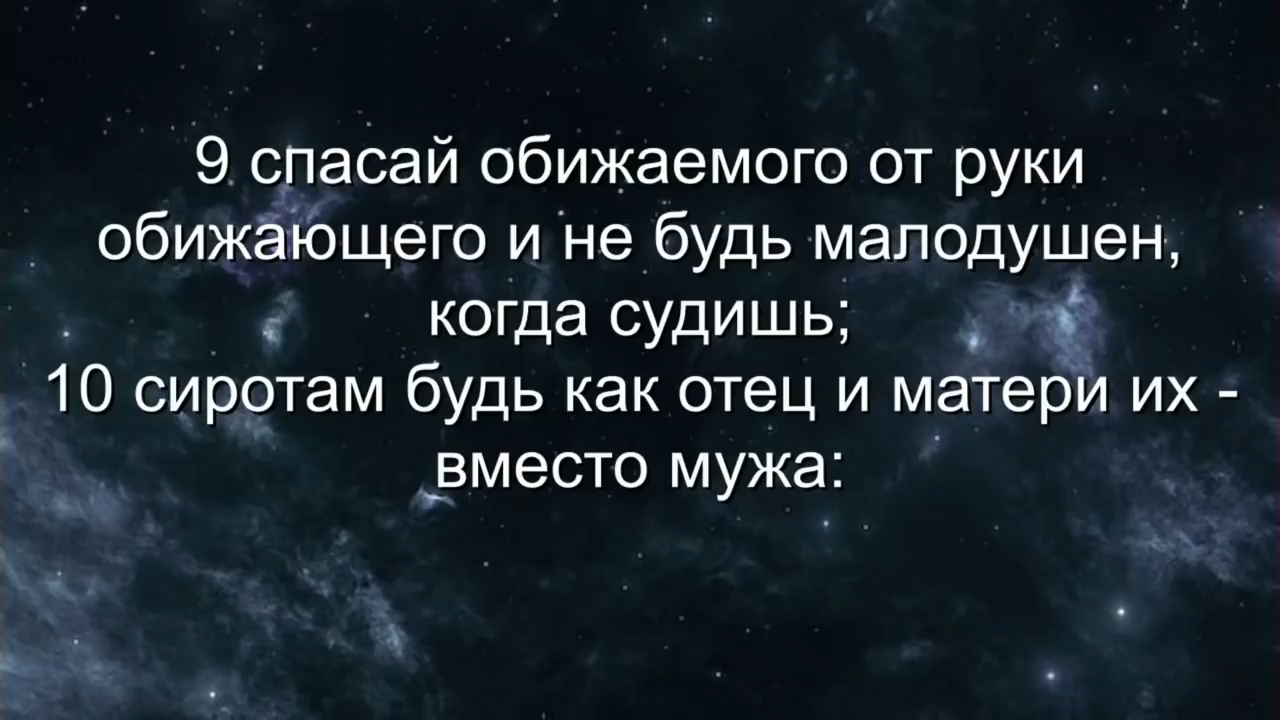 9 спасай обижаемого от руки
обижающего и не будь малодушен,
когда судишь;
10 сиротам будь как отец и матери их -
вместо мужа: